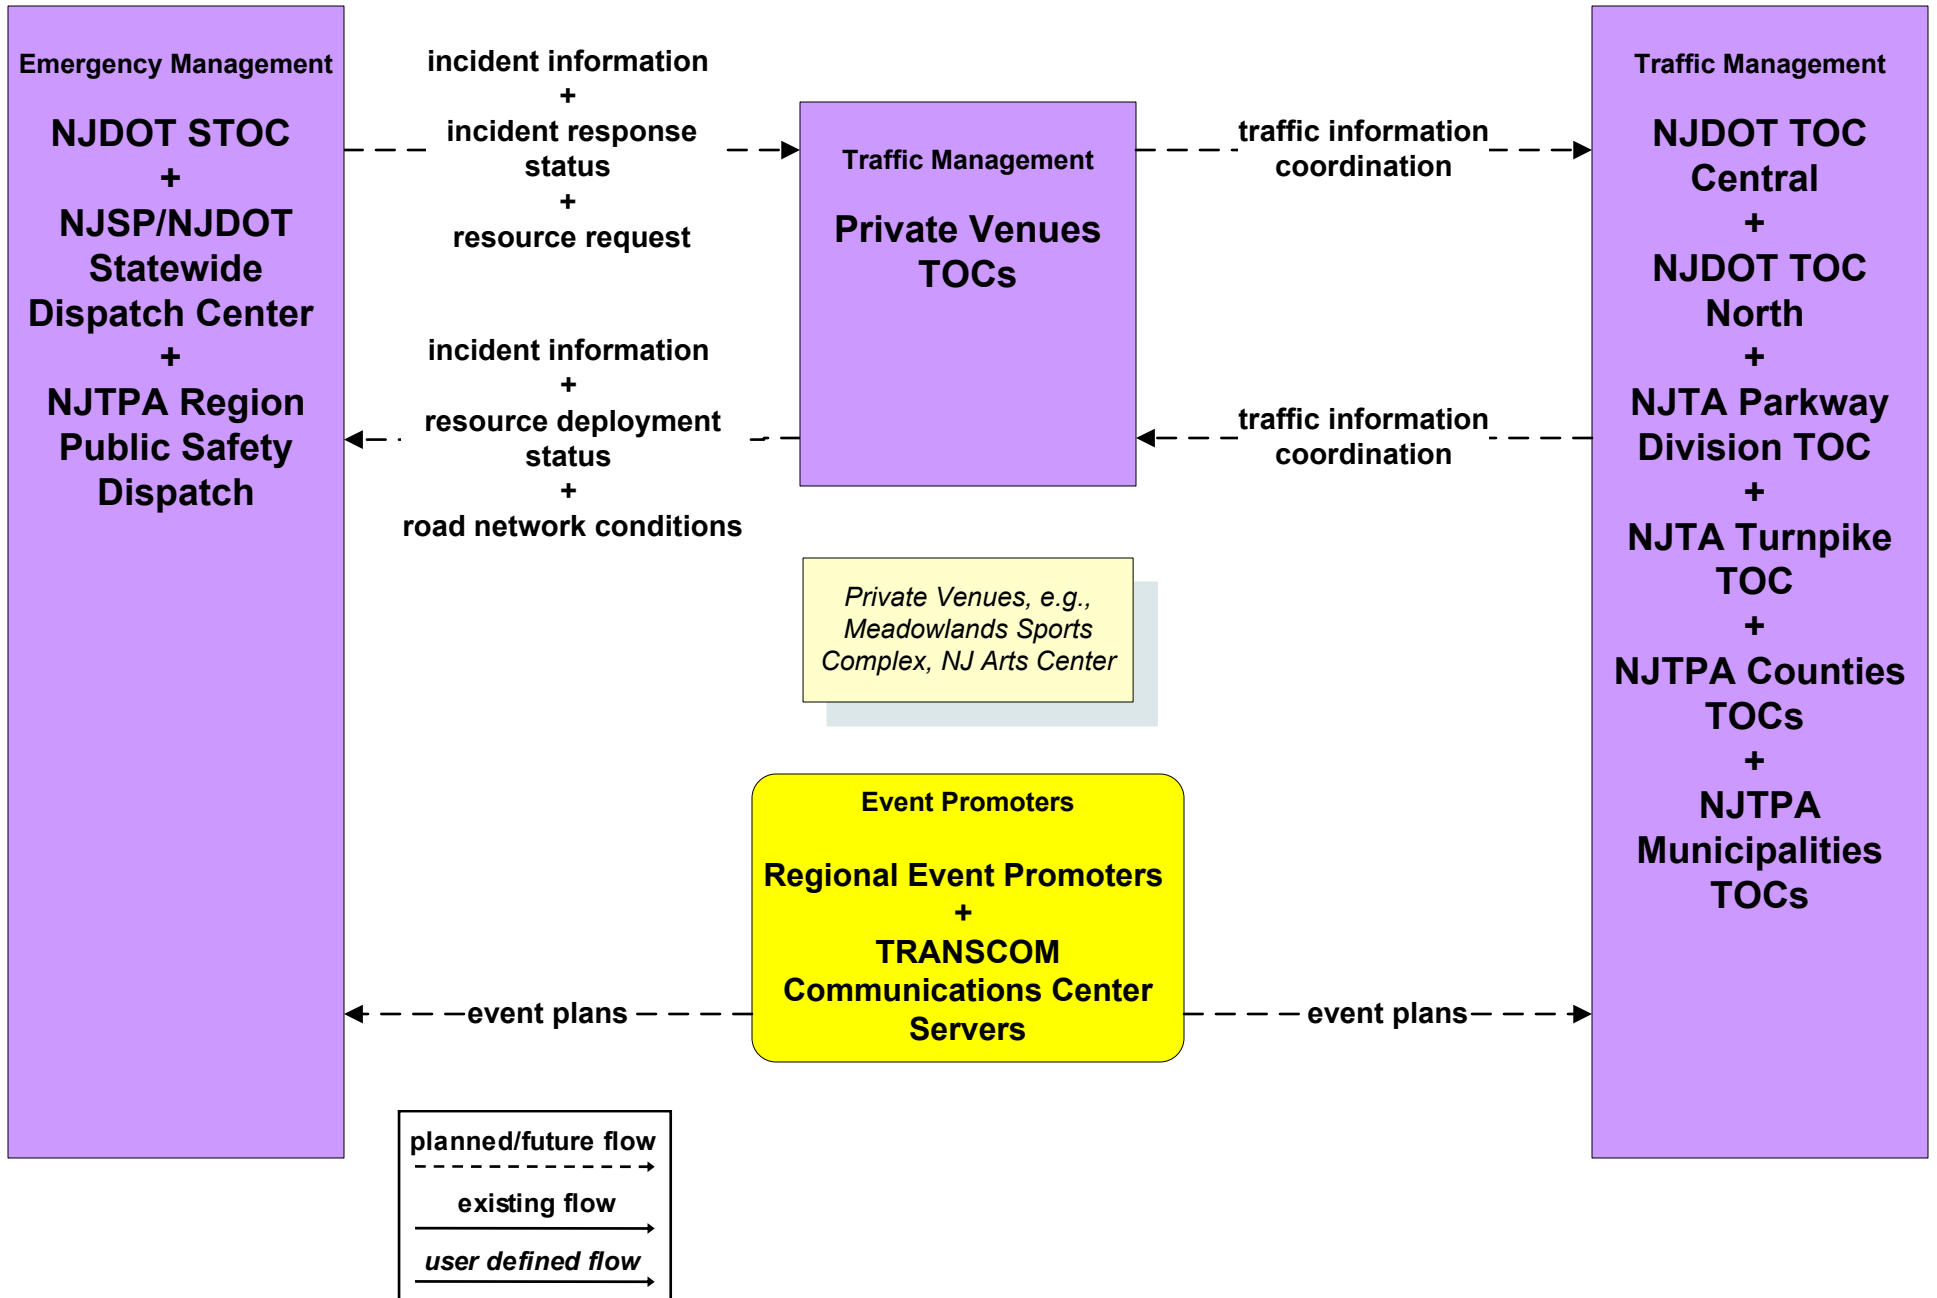 Emergency Management
NJDOT STOC
+
NJSP/NJDOT
Statewide
Dispatch Center
+
NJTPA Region
Public Safety
Dispatch
incident information
+
incident response
status
+
resource request
incident information
+
resource deployment
status
+
road network conditions
Traffic Management
Private Venues
TOCs
traffic information
coordination
traffic information
coordination
Traffic Management
NJDOT TOC
Central
+
NJDOT TOC
North
+
NJTA Parkway
Division TOC
+
NJTA Turnpike
TOC
+
NJTPA Counties
TOCs
+
NJTPA
Municipalities
TOCs
Private Venues, e.g.,
Meadowlands Sports
Complex, NJ Arts Center
Event Promoters
Regional Event Promoters
+
TRANSCOM
Communications Center
Servers
event plans
event plans
planned/future flow
existing flow
user defined flow